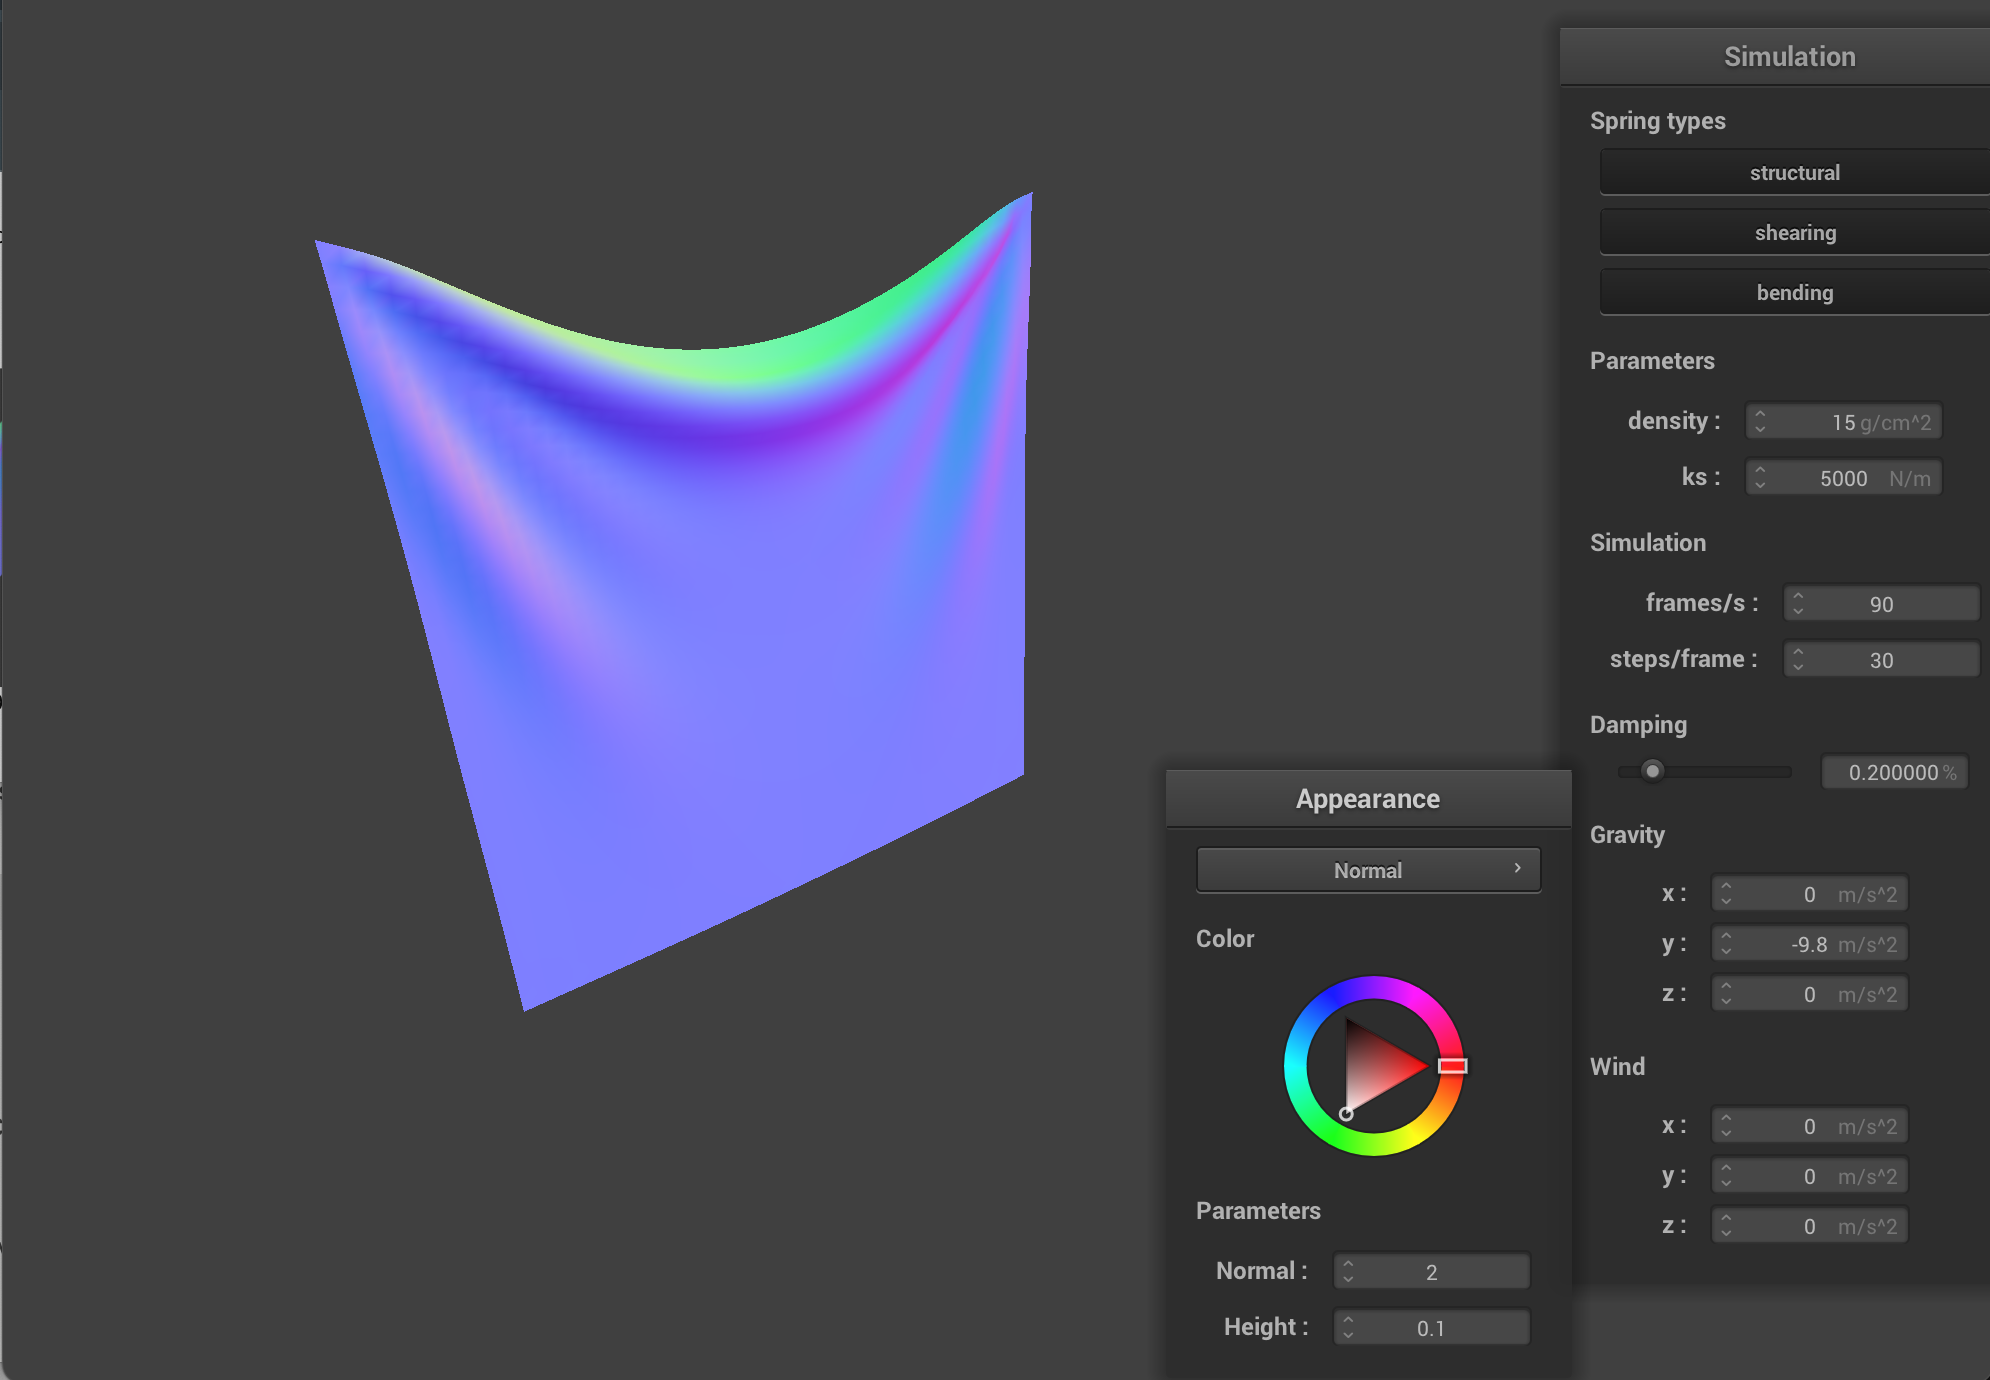 Simulation
Spring types
structural
shearing
bending
Parameters
density : 15 g/cm^2
ks : 5000 N/m
Simulation
frames/s : 90
steps/frame : 30
Damping
0.200000 %
Gravity
x : 0 m/s^2
y : -9.8 m/s^2
z : 0 m/s^2
Wind
x : 0 m/s^2
y : 0 m/s^2
z : 0 m/s^2
Appearance
Normal
Color
Parameters
Normal : 2
Height : 0.1